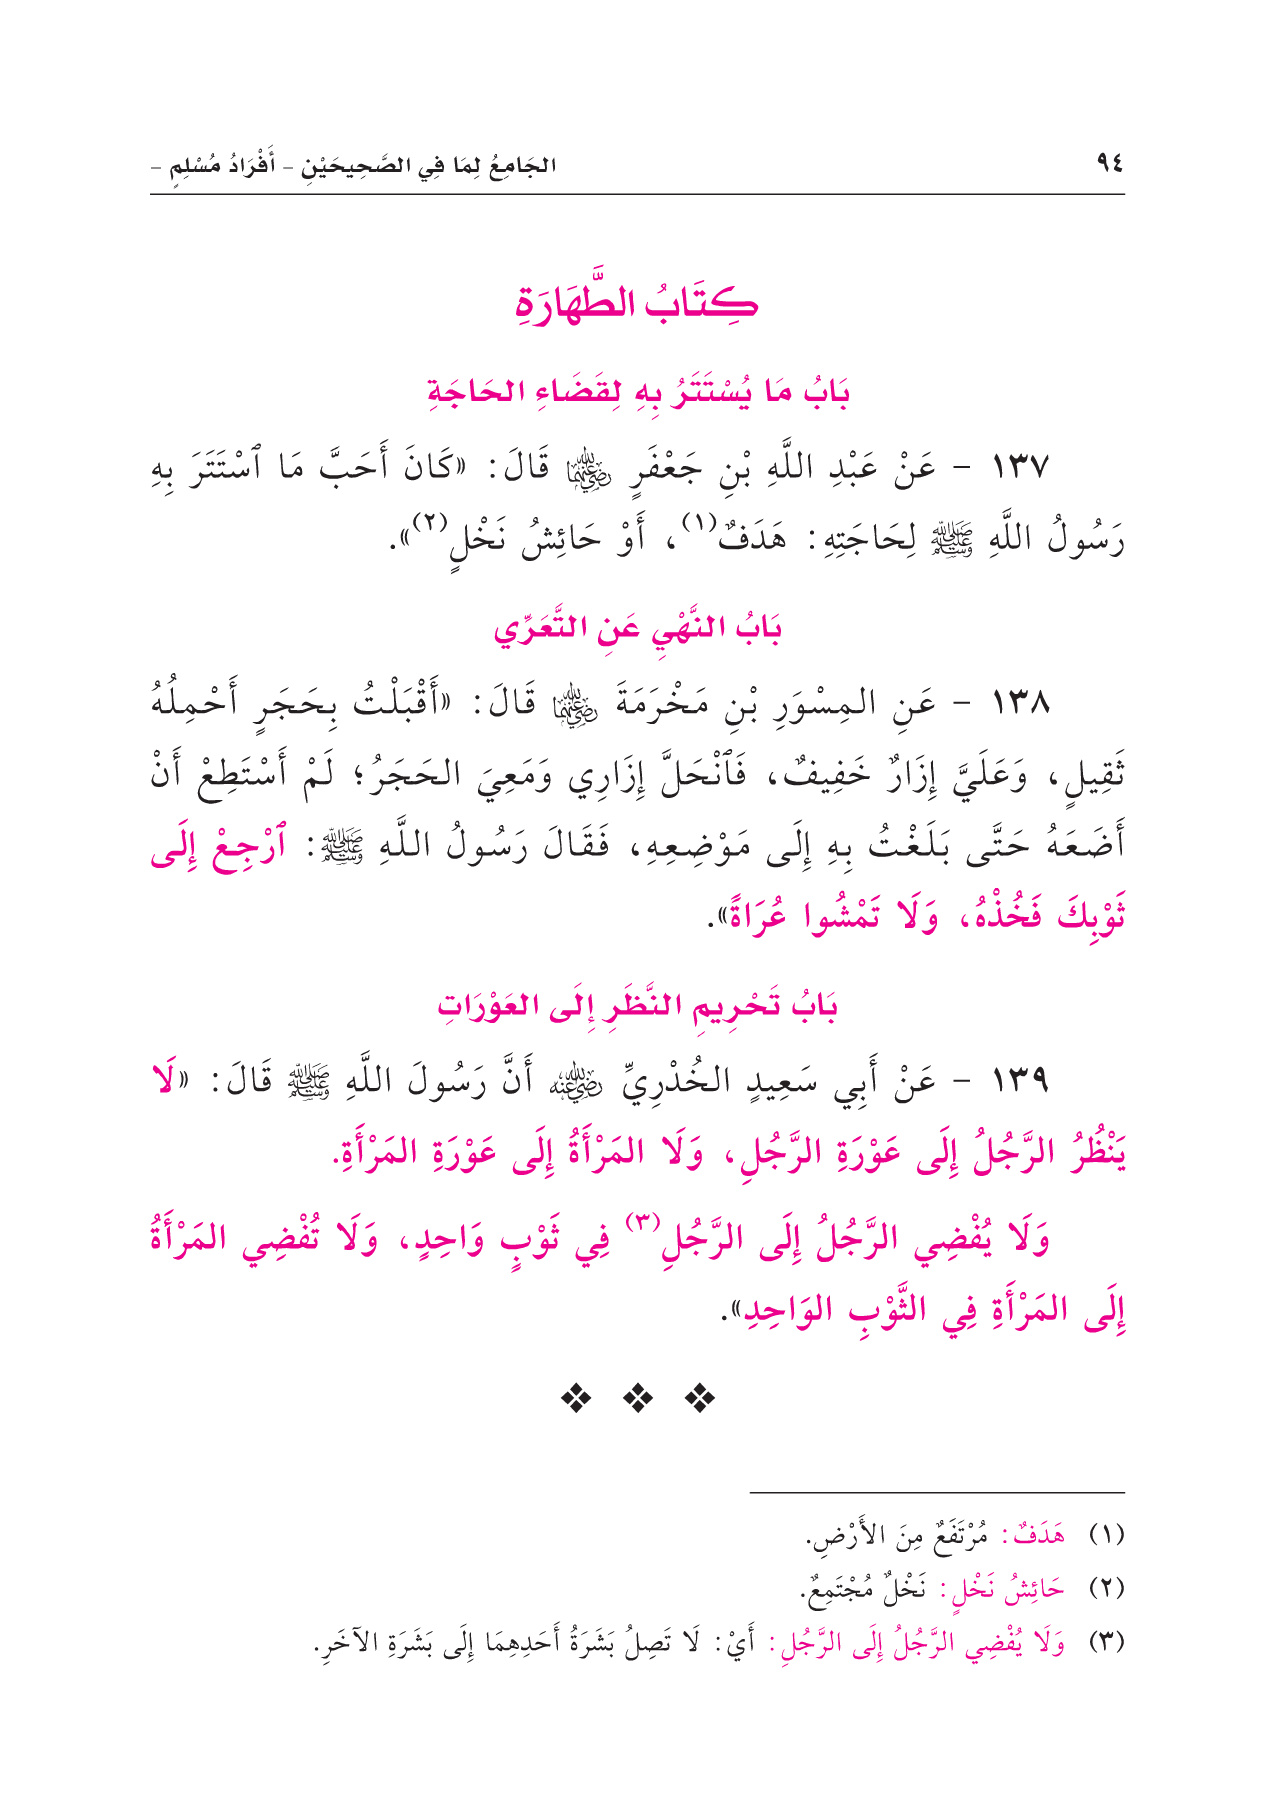 ٩٤
الجَامِعُ لِمَا فِي الصَّحِيحَيْنِ - أَفْرَادُ مُسْلِمٍ -
كِتَابُ الطَّهَارَةِ
بَابُ مَا يُسْتَتَرُ بِهِ لِقَضَاءِ الحَاجَةِ
١٣٧ - عَنْ عَبْدِ اللَّهِ بْنِ جَعْفَرٍ رضي الله عنهما قَالَ: «كَانَ أَحَبَّ مَا ٱسْتَتَرَ بِهِ
رَسُولُ اللَّهِ ﷺ لِحَاجَتِهِ: هَدَفٌ(١)، أَوْ حَائِشُ نَخْلٍ(٢)».
بَابُ النَّهْيِ عَنِ التَّعَرِّي
١٣٨ - عَنِ المِسْوَرِ بْنِ مَخْرَمَةَ رضي الله عنهما قَالَ: «أَقْبَلْتُ بِحَجَرٍ أَحْمِلُهُ
ثَقِيلٍ، وَعَلَيَّ إِزَارٌ خَفِيفٌ، فَٱنْحَلَّ إِزَارِي وَمَعِيَ الحَجَرُ؛ لَمْ أَسْتَطِعْ أَنْ
أَضَعَهُ حَتَّى بَلَغْتُ بِهِ إِلَى مَوْضِعِهِ، فَقَالَ رَسُولُ اللَّهِ ﷺ: ٱرْجِعْ إِلَى
ثَوْبِكَ فَخُذْهُ، وَلَا تَمْشُوا عُرَاةً».
بَابُ تَحْرِيمِ النَّظَرِ إِلَى العَوْرَاتِ
١٣٩ - عَنْ أَبِي سَعِيدٍ الخُدْرِيِّ رضي الله عنه أَنَّ رَسُولَ اللَّهِ ﷺ قَالَ: «لَا
يَنْظُرُ الرَّجُلُ إِلَى عَوْرَةِ الرَّجُلِ، وَلَا المَرْأَةُ إِلَى عَوْرَةِ المَرْأَةِ.
وَلَا يُفْضِي الرَّجُلُ إِلَى الرَّجُلِ(٣) فِي ثَوْبٍ وَاحِدٍ، وَلَا تُفْضِي المَرْأَةُ
إِلَى المَرْأَةِ فِي الثَّوْبِ الوَاحِدِ».
(١) هَدَفٌ: مُرْتَفَعٌ مِنَ الأَرْضِ.
(٢) حَائِشُ نَخْلٍ: نَخْلٌ مُجْتَمِعٌ.
(٣) وَلَا يُفْضِي الرَّجُلُ إِلَى الرَّجُلِ: أَيْ: لَا تَصِلُ بَشَرَةُ أَحَدِهِمَا إِلَى بَشَرَةِ الآخَرِ.